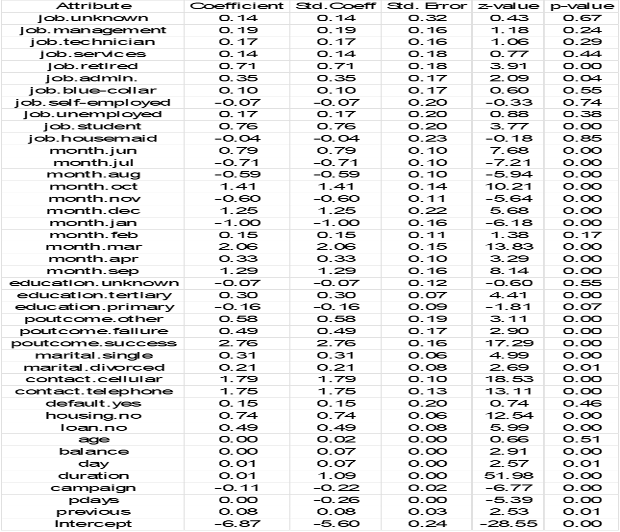 Attribute Coefficient Std.Coeff Std. Error z-value p-value
job.unknown 0.14 0.14 0.32 0.43 0.67
job.management 0.19 0.19 0.16 1.18 0.24
job.technician 0.17 0.17 0.16 1.06 0.29
job.services 0.14 0.14 0.18 0.77 0.44
job.retired 0.71 0.71 0.18 3.91 0.00
job.admin. 0.35 0.35 0.17 2.09 0.04
job.blue-collar 0.10 0.10 0.17 0.60 0.55
job.self-employed -0.07 -0.07 0.20 -0.33 0.74
job.unemployed 0.17 0.17 0.20 0.88 0.38
job.student 0.76 0.76 0.20 3.77 0.00
job.housemaid -0.04 -0.04 0.23 -0.18 0.85
month.jun 0.79 0.79 0.10 7.68 0.00
month.jul -0.71 -0.71 0.10 -7.21 0.00
month.aug -0.59 -0.59 0.10 -5.94 0.00
month.oct 1.41 1.41 0.14 10.21 0.00
month.nov -0.60 -0.60 0.11 -5.64 0.00
month.dec 1.25 1.25 0.22 5.68 0.00
month.jan -1.00 -1.00 0.16 -6.18 0.00
month.feb 0.15 0.15 0.11 1.38 0.17
month.mar 2.06 2.06 0.15 13.83 0.00
month.apr 0.33 0.33 0.10 3.29 0.00
month.sep 1.29 1.29 0.16 8.14 0.00
education.unknown -0.07 -0.07 0.12 -0.60 0.55
education.tertiary 0.30 0.30 0.07 4.41 0.00
education.primary -0.16 -0.16 0.09 -1.81 0.07
poutcome.other 0.58 0.58 0.19 3.11 0.00
poutcome.failure 0.49 0.49 0.17 2.90 0.00
poutcome.success 2.76 2.76 0.16 17.29 0.00
marital.single 0.31 0.31 0.06 4.99 0.00
marital.divorced 0.21 0.21 0.08 2.69 0.01
contact.cellular 1.79 1.79 0.10 18.53 0.00
contact.telephone 1.75 1.75 0.13 13.11 0.00
default.yes 0.15 0.15 0.20 0.74 0.46
housing.no 0.74 0.74 0.06 12.54 0.00
loan.no 0.49 0.49 0.08 5.99 0.00
age 0.00 0.02 0.00 0.66 0.51
balance 0.00 0.07 0.00 2.91 0.00
day 0.01 0.07 0.00 2.57 0.01
duration 0.01 1.09 0.00 51.98 0.00
campaign -0.11 -0.22 0.02 -6.77 0.00
pdays 0.00 -0.26 0.00 -5.39 0.00
previous 0.08 0.08 0.03 2.53 0.01
Intercept -6.87 -5.60 0.24 -28.55 0.00